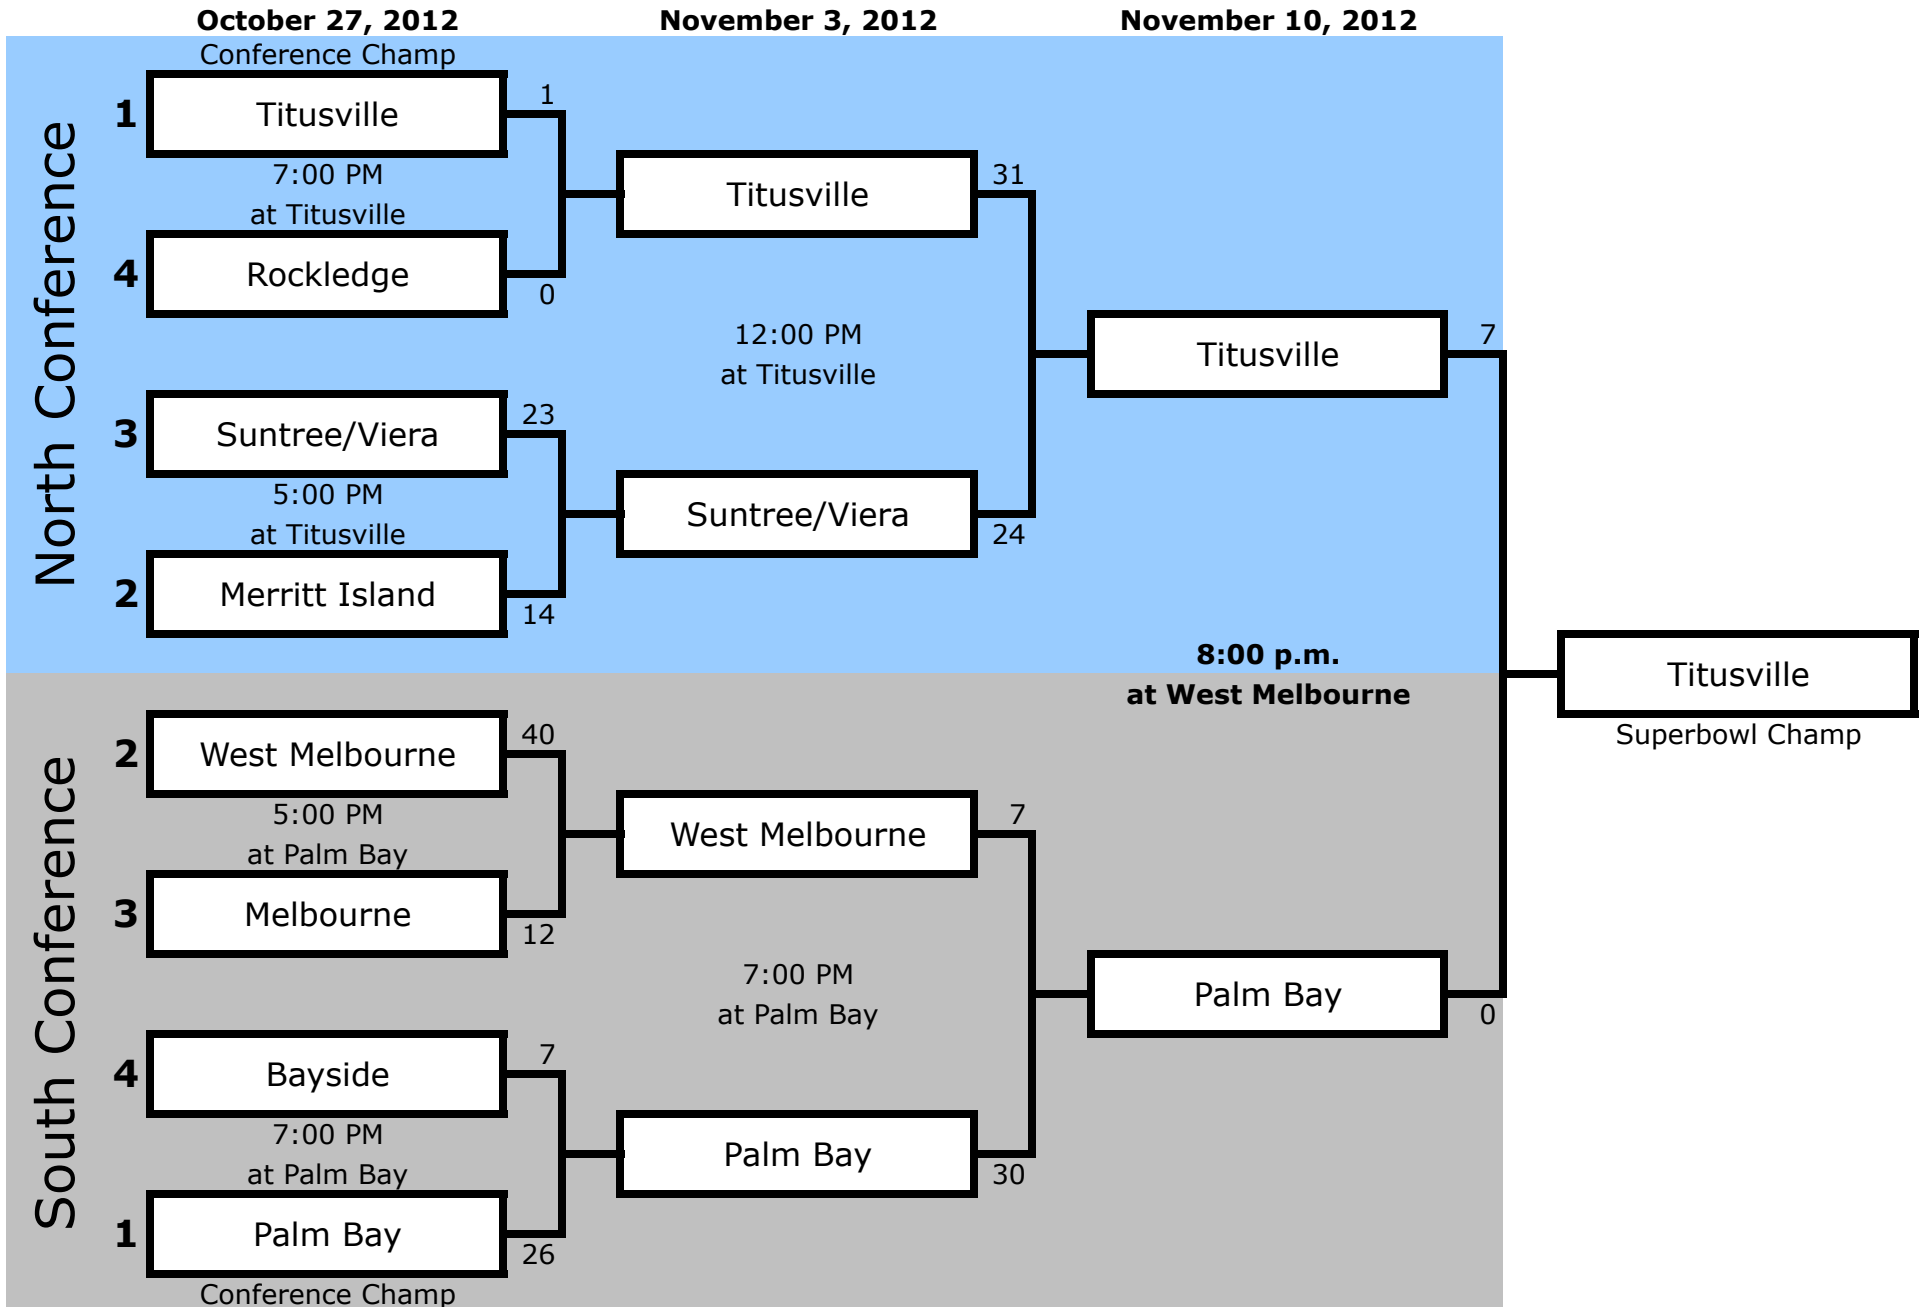 October 27, 2012
November 3, 2012
November 10, 2012
Conference Champ
North Conference
1
Titusville
1
7:00 PM
at Titusville
4
Rockledge
0
3
Suntree/Viera
23
5:00 PM
at Titusville
2
Merritt Island
14
Titusville
31
12:00 PM
at Titusville
Suntree/Viera
24
Titusville
7
8:00 p.m.
at West Melbourne
Titusville
Superbowl Champ
South Conference
2
West Melbourne
40
5:00 PM
at Palm Bay
3
Melbourne
12
4
Bayside
7
7:00 PM
at Palm Bay
1
Palm Bay
26
Conference Champ
West Melbourne
7
7:00 PM
at Palm Bay
Palm Bay
30
Palm Bay
0